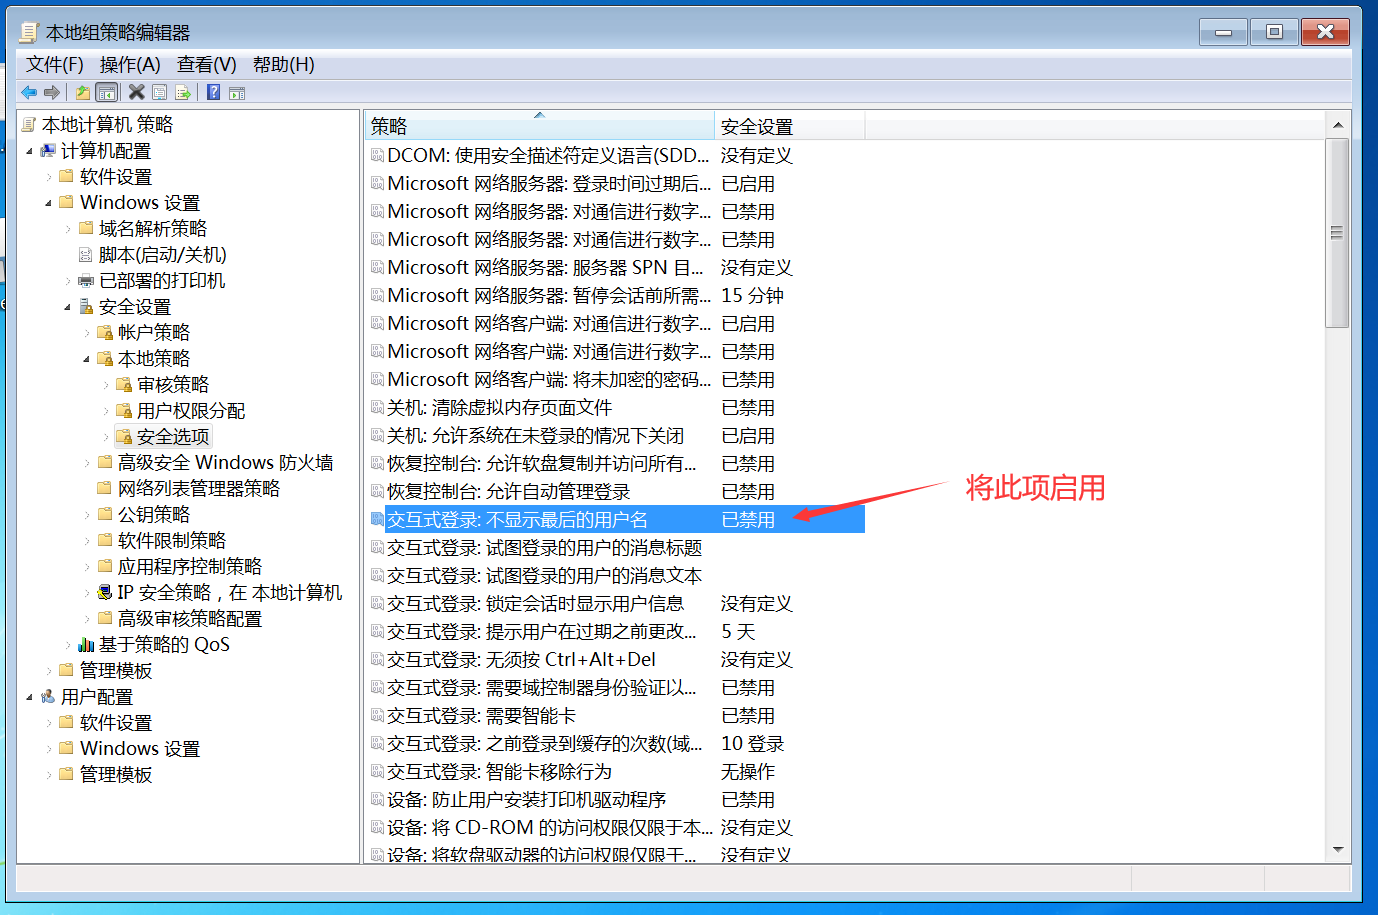 本地组策略编辑器
文件(F) 操作(A) 查看(V) 帮助(H)
本地计算机 策略
计算机配置
软件设置
Windows 设置
域名解析策略
脚本(启动/关机)
已部署的打印机
安全设置
帐户策略
本地策略
审核策略
用户权限分配
安全选项
高级安全 Windows 防火墙
网络列表管理器策略
公钥策略
软件限制策略
应用程序控制策略
IP 安全策略，在 本地计算机
高级审核策略配置
基于策略的 QoS
管理模板
用户配置
软件设置
Windows 设置
管理模板
策略 安全设置
DCOM: 使用安全描述符定义语言(SDD... 没有定义
Microsoft 网络服务器: 登录时间过期后... 已启用
Microsoft 网络服务器: 对通信进行数字... 已禁用
Microsoft 网络服务器: 对通信进行数字... 已禁用
Microsoft 网络服务器: 服务器 SPN 目... 没有定义
Microsoft 网络服务器: 暂停会话前所需... 15 分钟
Microsoft 网络客户端: 对通信进行数字... 已启用
Microsoft 网络客户端: 对通信进行数字... 已禁用
Microsoft 网络客户端: 将未加密的密码... 已禁用
关机: 清除虚拟内存页面文件 已禁用
关机: 允许系统在未登录的情况下关闭 已启用
恢复控制台: 允许软盘复制并访问所有... 已禁用
恢复控制台: 允许自动管理登录 已禁用
交互式登录: 不显示最后的用户名 已禁用
将此项启用
交互式登录: 试图登录的用户的消息标题
交互式登录: 试图登录的用户的消息文本
交互式登录: 锁定会话时显示用户信息 没有定义
交互式登录: 提示用户在过期之前更改... 5 天
交互式登录: 无须按 Ctrl+Alt+Del 没有定义
交互式登录: 需要域控制器身份验证以... 已禁用
交互式登录: 需要智能卡 已禁用
交互式登录: 之前登录到缓存的次数(域... 10 登录
交互式登录: 智能卡移除行为 无操作
设备: 防止用户安装打印机驱动程序 已禁用
设备: 将 CD-ROM 的访问权限仅限于本... 没有定义
设备: 将软盘驱动器的访问权限仅限于... 没有定义